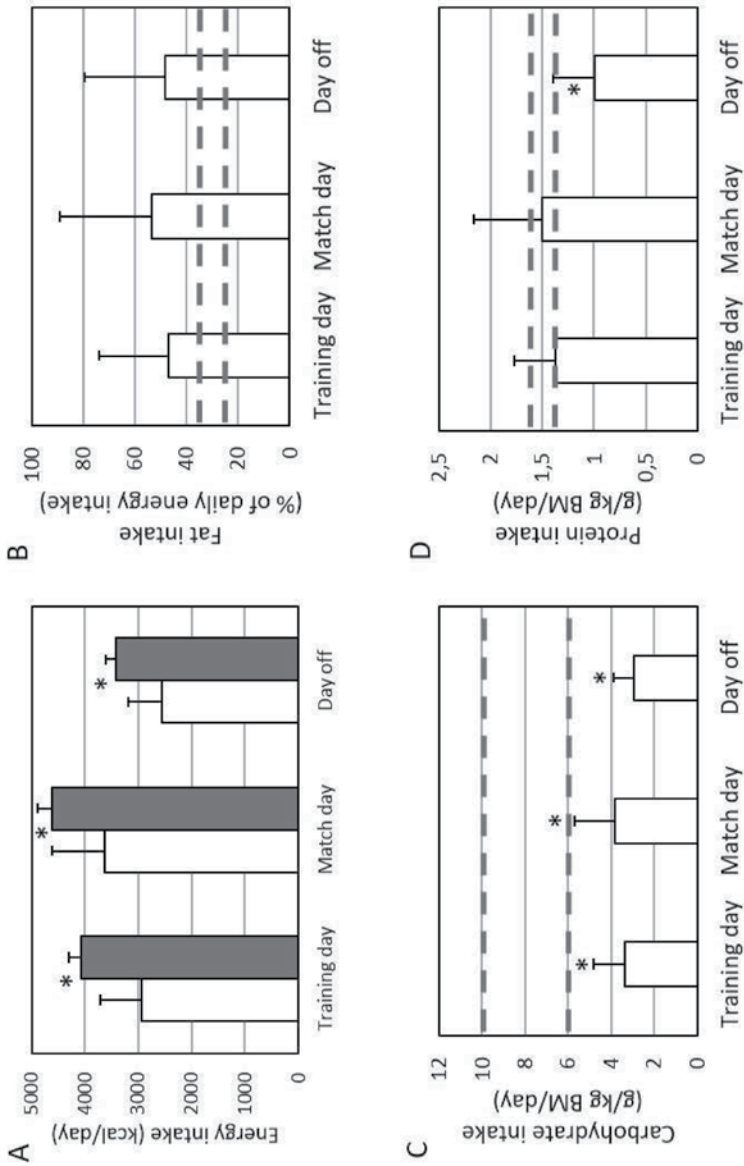 A
Energy intake (kcal/day)
5000
4000
3000
2000
1000
0
*
*
*
Training day
Match day
Day off
B
Fat intake
(% of daily energy intake)
100
80
60
40
20
0
Training day
Match day
Day off
C
Carbohydrate intake
(g/kg BM/day)
12
10
8
6
4
2
0
*
*
*
Training day
Match day
Day off
D
Protein intake
(g/kg BM/day)
2,5
2
1,5
1
0,5
0
*
Training day
Match day
Day off